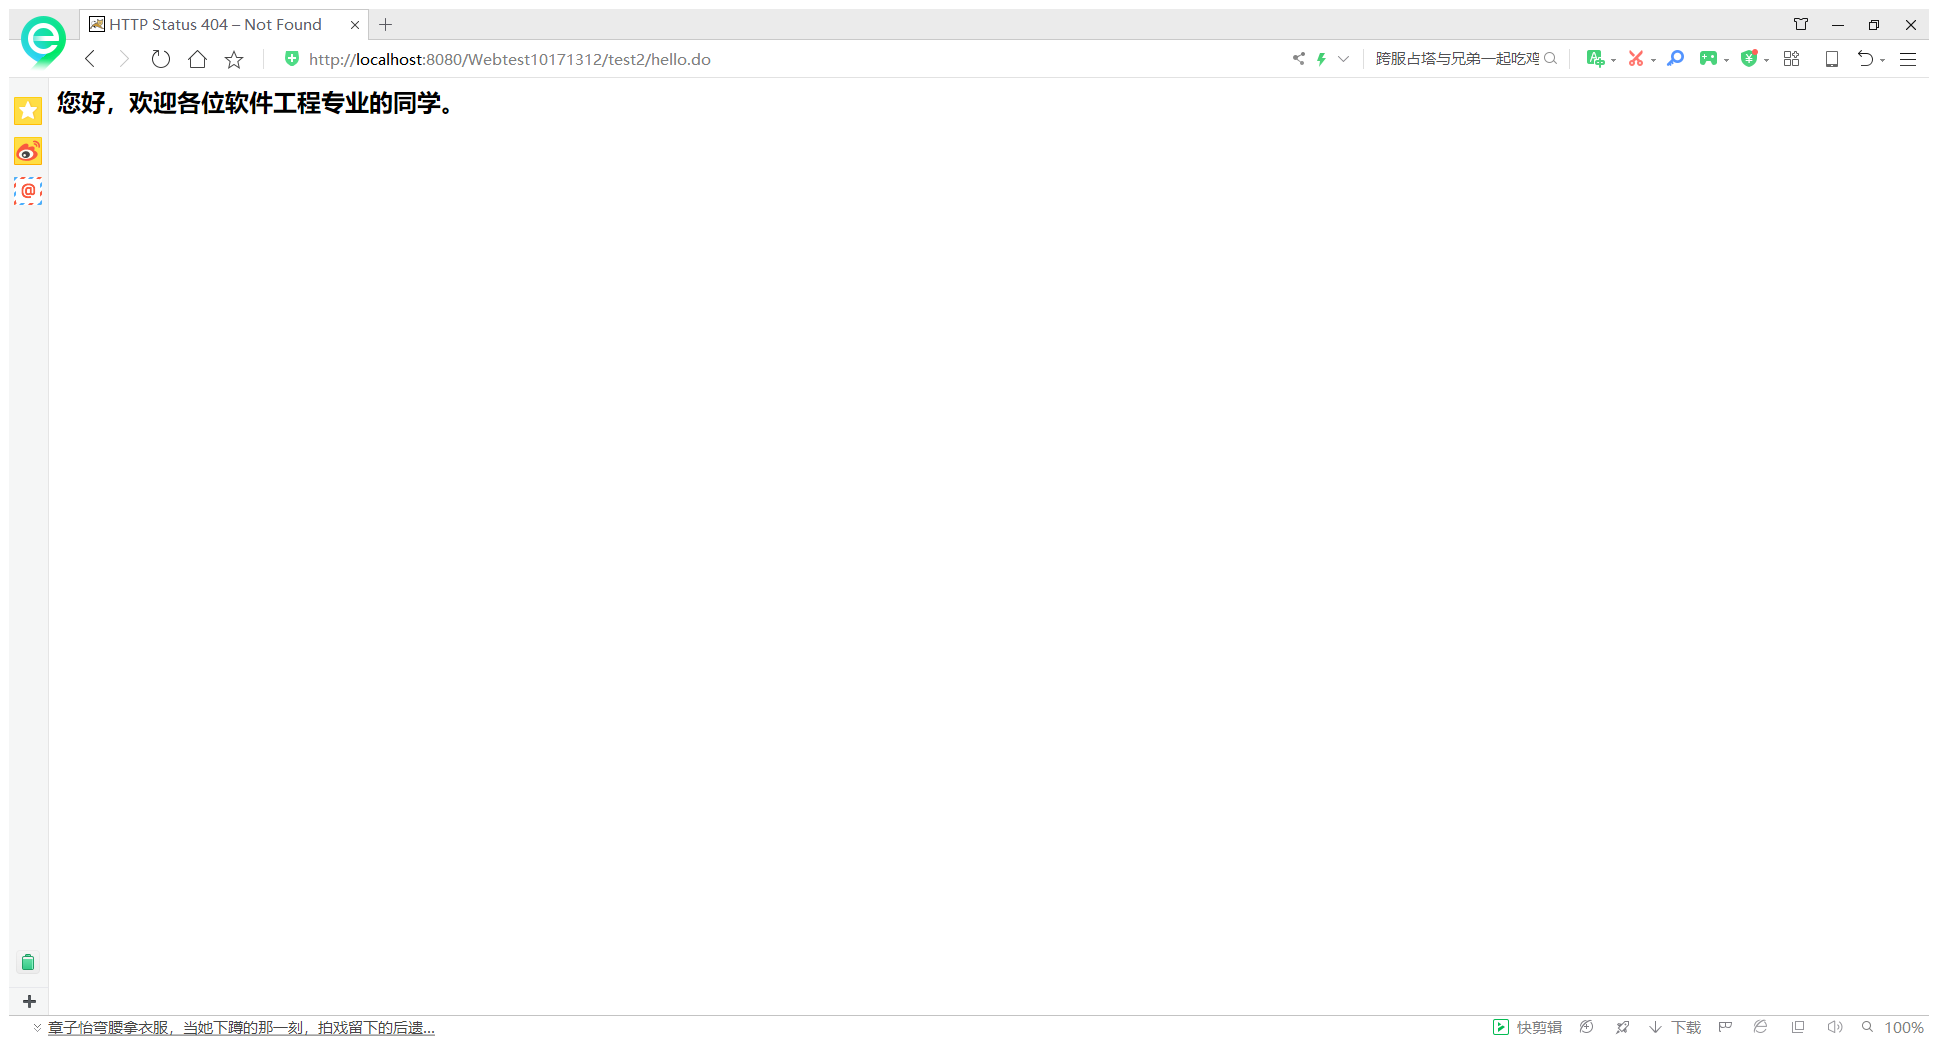 HTTP Status 404 – Not Found
http://localhost:8080/Webtest10171312/test2/hello.do
跨服占塔与兄弟一起吃鸡
您好，欢迎各位软件工程专业的同学。
@
章子怡弯腰拿衣服，当她下蹲的那一刻，拍戏留下的后遗...
快剪辑
下载
100%